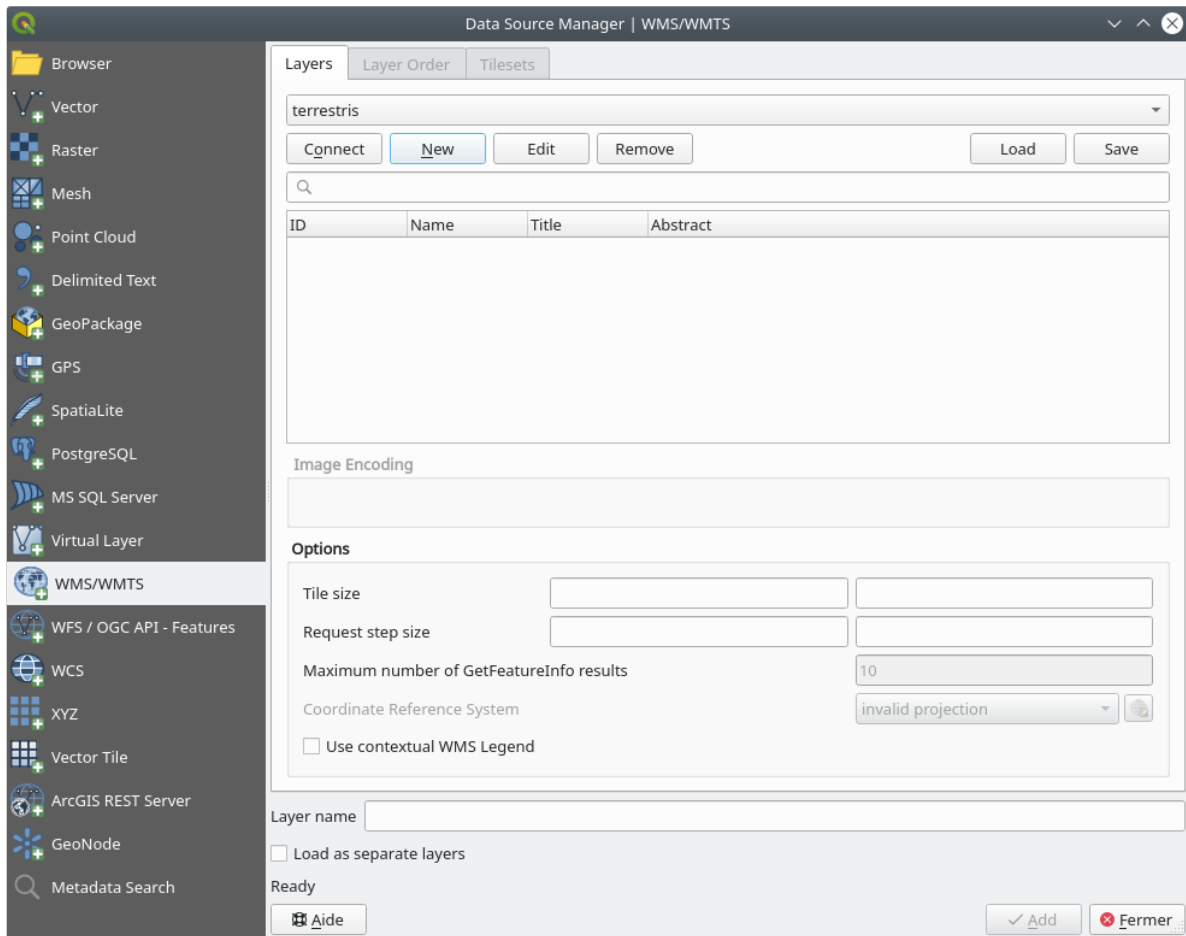 Data Source Manager | WMS/WMTS
Browser
Vector
Raster
Mesh
Point Cloud
Delimited Text
GeoPackage
GPS
SpatiaLite
PostgreSQL
MS SQL Server
Virtual Layer
WMS/WMTS
WFS / OGC API - Features
WCS
XYZ
Vector Tile
ArcGIS REST Server
GeoNode
Metadata Search
Layers Layer Order Tilesets
terrestris
Connect New Edit Remove Load Save
ID Name Title Abstract
Image Encoding
Options
Tile size
Request step size
Maximum number of GetFeatureInfo results 10
Coordinate Reference System invalid projection
Use contextual WMS Legend
Layer name
Load as separate layers
Ready
Aide Add Fermer